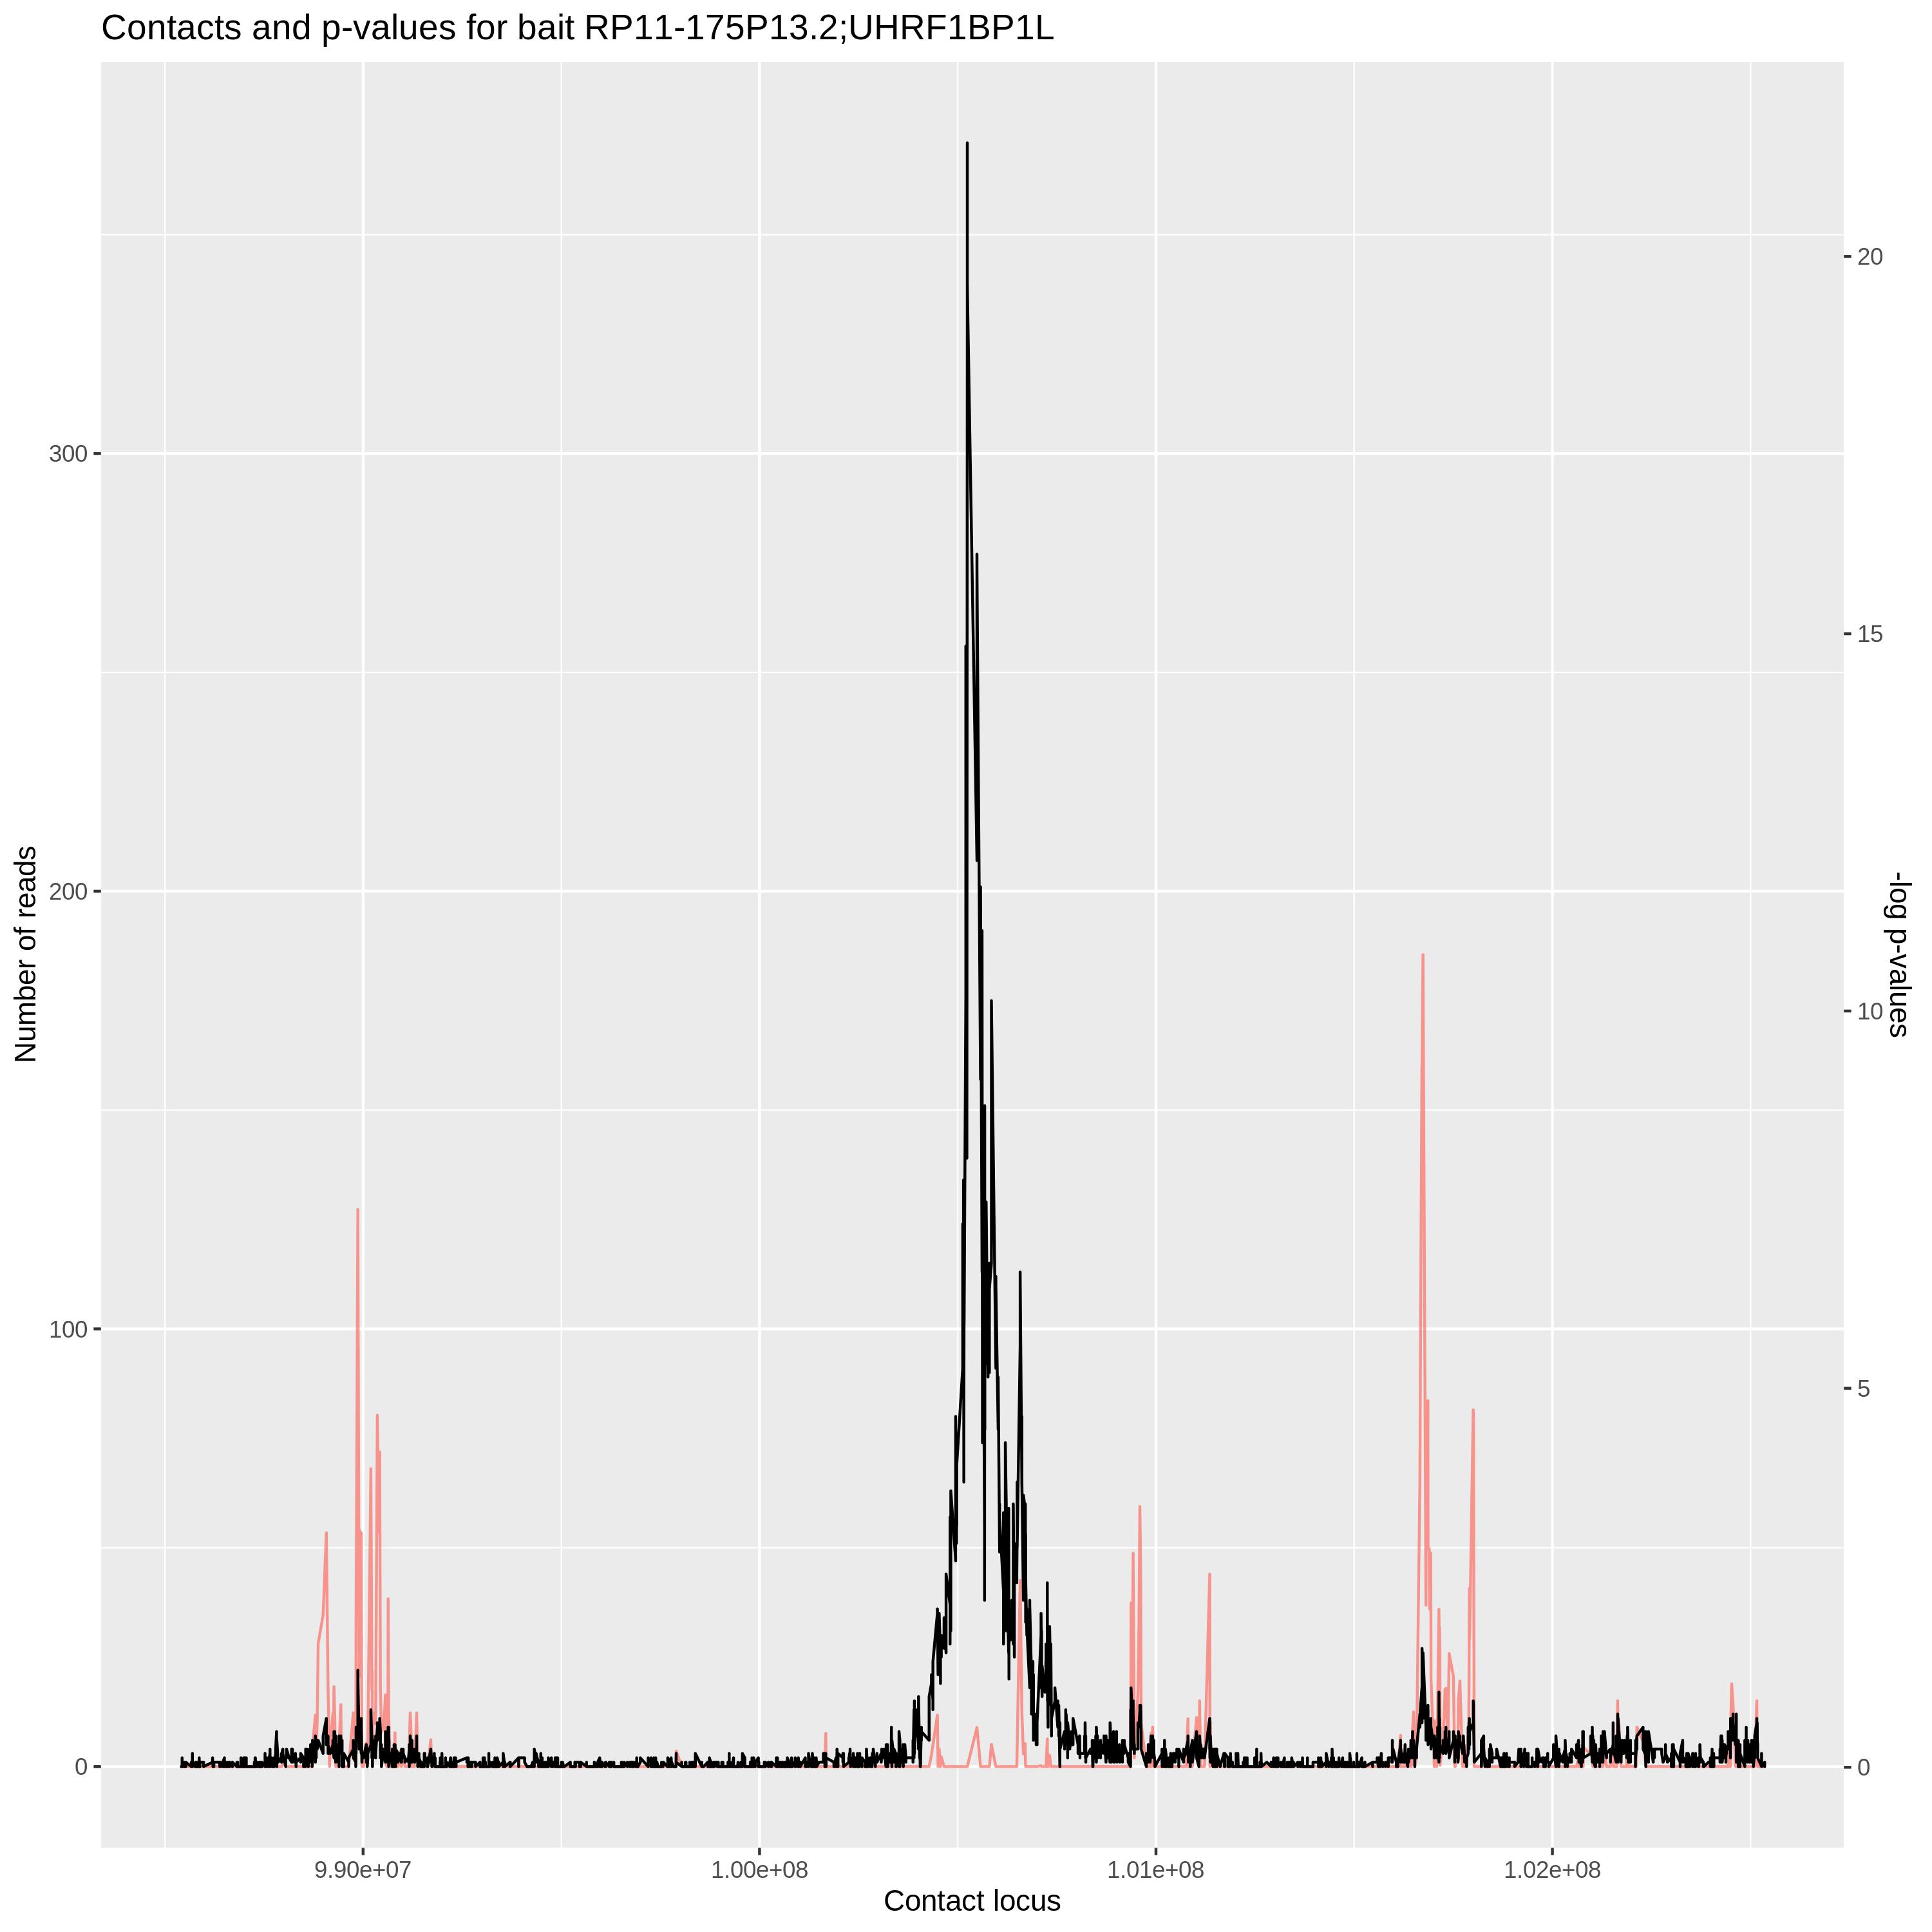 Contacts and p-values for bait RP11-175P13.2;UHRF1BP1L
Number of reads
300
200
100
0
20
15
10
5
0
-log p-values
9.90e+07
1.00e+08
1.01e+08
1.02e+08
Contact locus